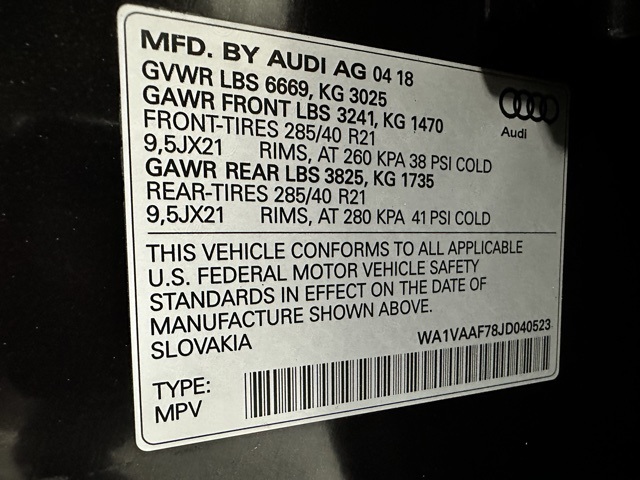 MFD. BY AUDI AG 04 18
GVWR LBS 6669, KG 3025
GAWR FRONT LBS 3241, KG 1470
FRONT-TIRES 285/40 R21
9,5JX21 RIMS, AT 260 KPA 38 PSI COLD
GAWR REAR LBS 3825, KG 1735
REAR-TIRES 285/40 R21
9,5JX21 RIMS, AT 280 KPA 41 PSI COLD
Audi
THIS VEHICLE CONFORMS TO ALL APPLICABLE
U.S. FEDERAL MOTOR VEHICLE SAFETY
STANDARDS IN EFFECT ON THE DATE OF
MANUFACTURE SHOWN ABOVE.
SLOVAKIA WA1VAAF78JD040523
TYPE:
MPV